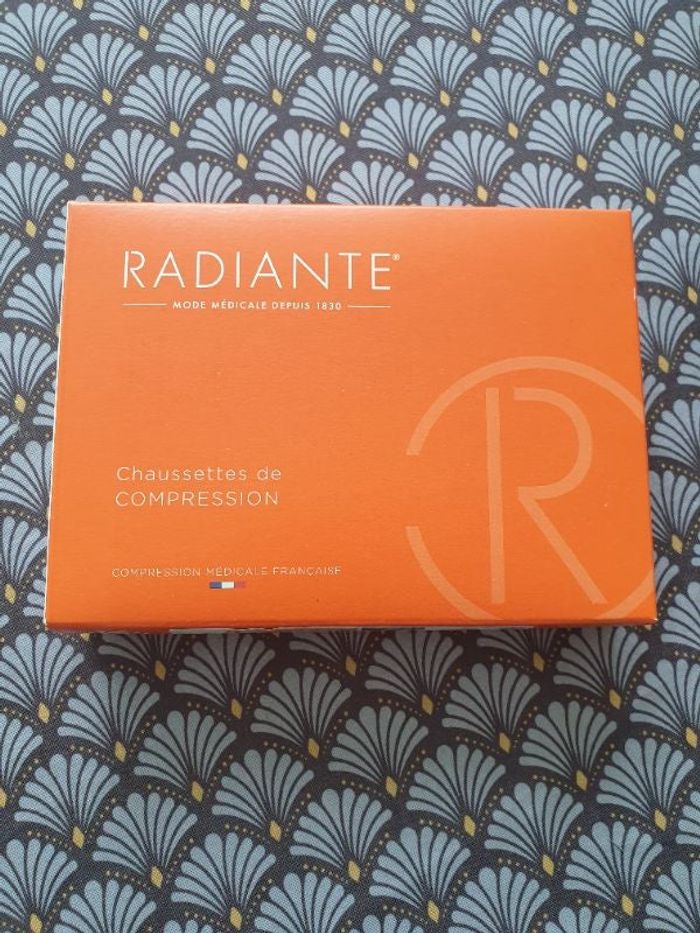 RADIANTE®
MODE MÉDICALE DEPUIS 1830
Chaussettes de
COMPRESSION
R
COMPRESSION MÉDICALE FRANÇAISE